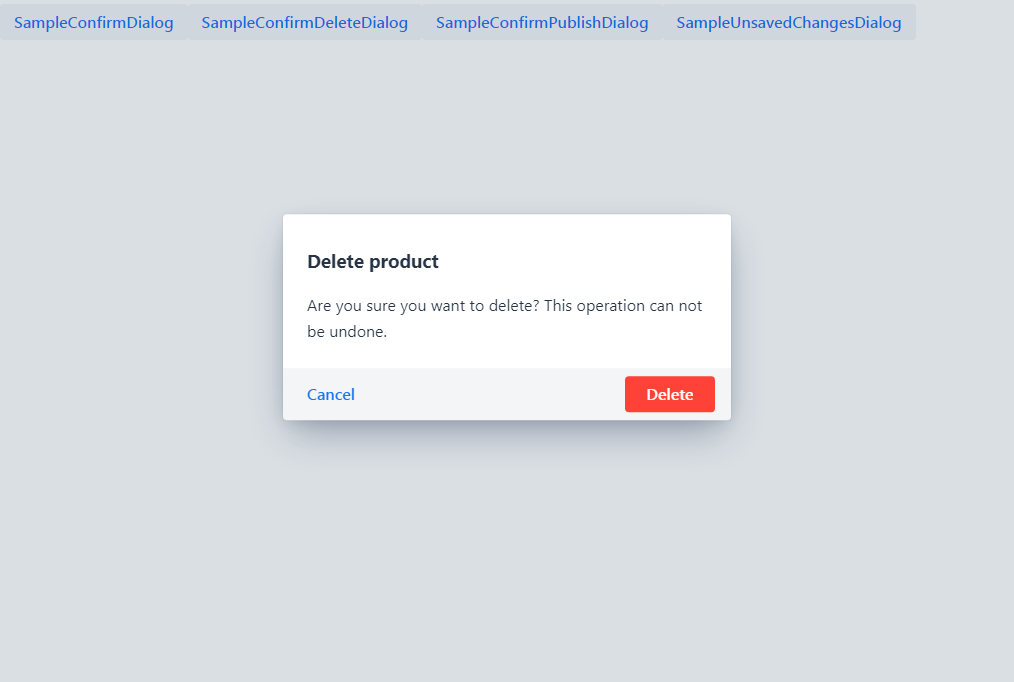 SampleConfirmDialog SampleConfirmDeleteDialog SampleConfirmPublishDialog SampleUnsavedChangesDialog
Delete product
Are you sure you want to delete? This operation can not
be undone.
Cancel Delete